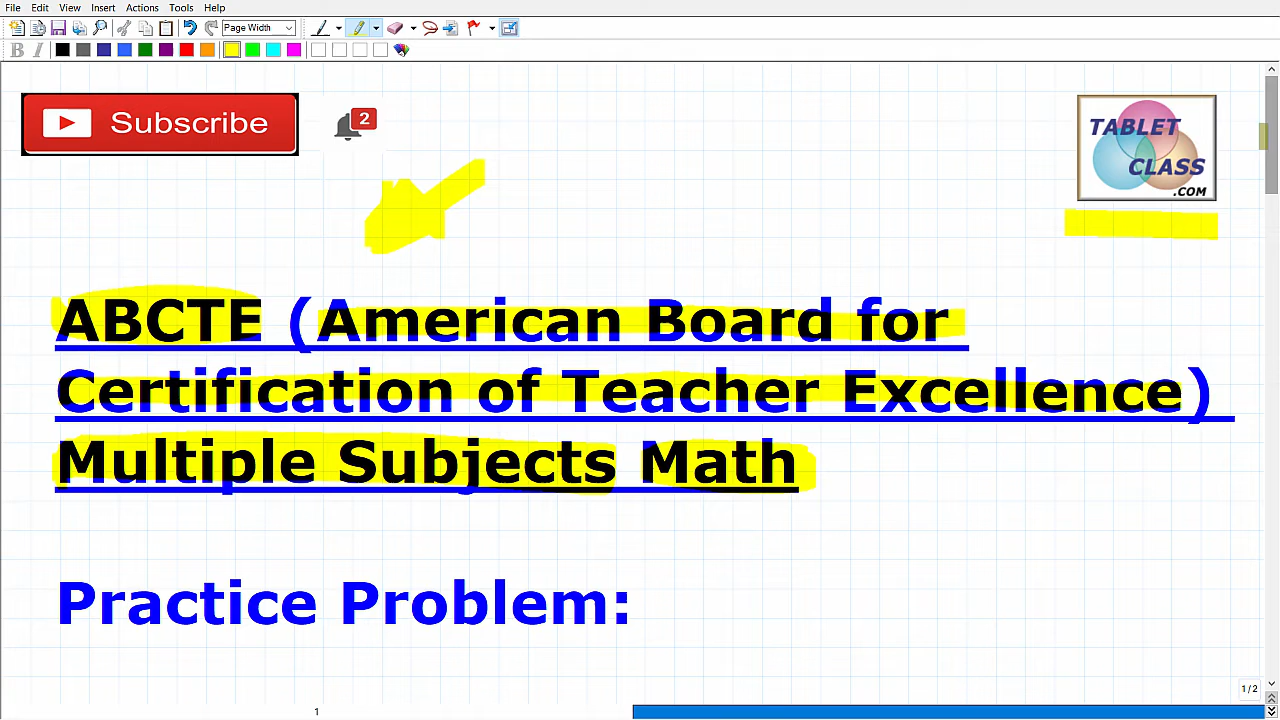 File Edit View Insert Actions Tools Help
Page Width
B I
Subscribe 2
TABLET
CLASS
.COM
ABCTE (American Board for
Certification of Teacher Excellence)
Multiple Subjects Math
Practice Problem:
1/2
1